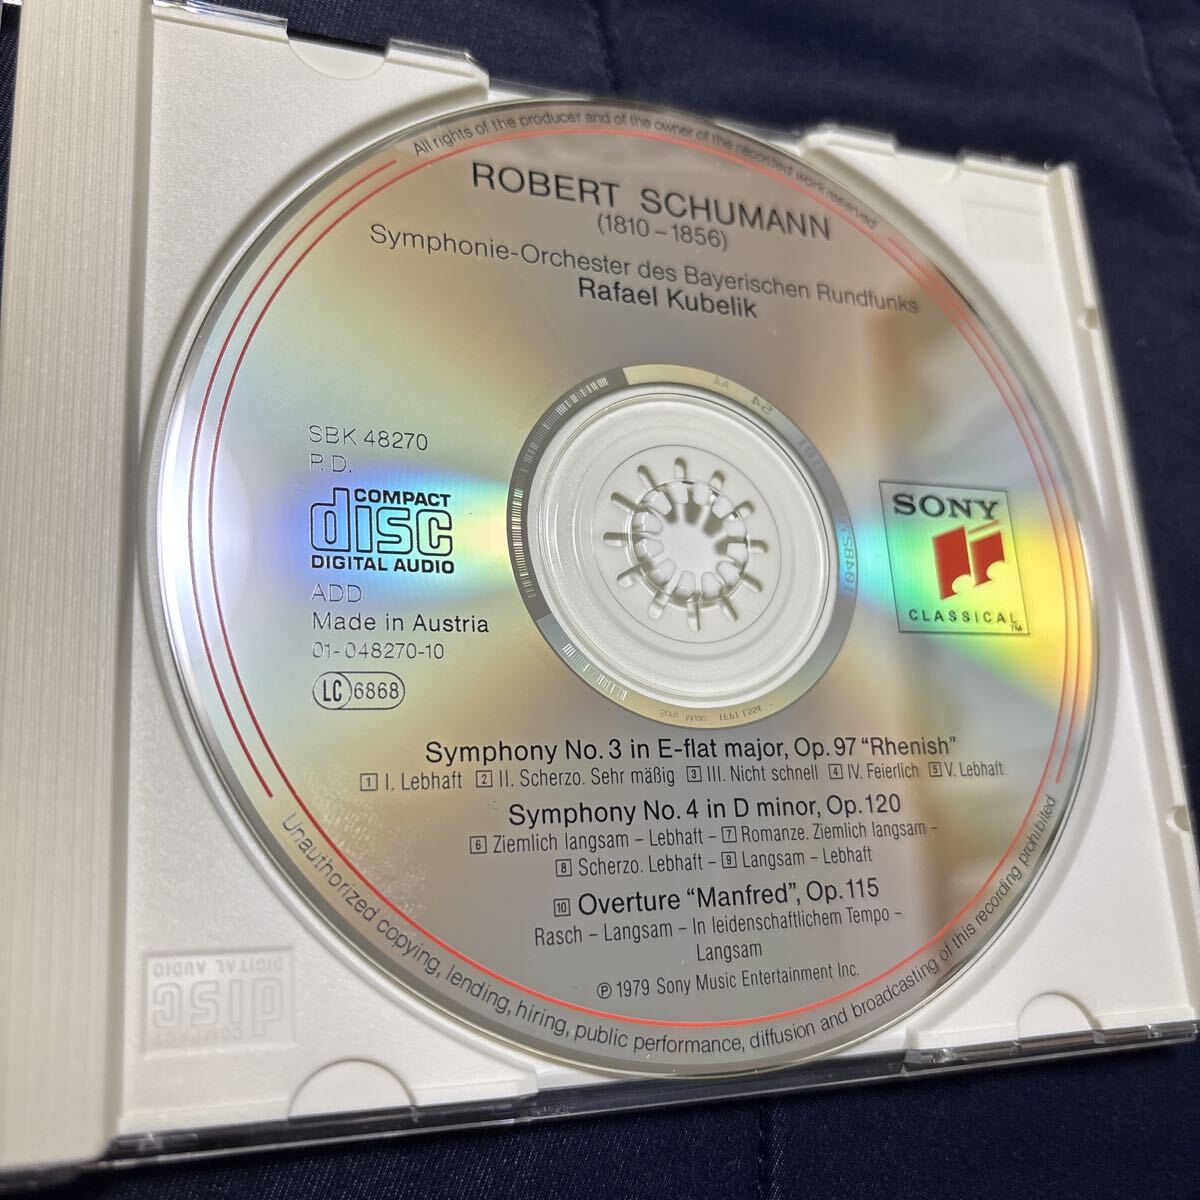 All rights of the producer and of the owner of the recorded work reserved
ROBERT SCHUMANN
(1810–1856)
Symphonie-Orchester des Bayerischen Rundfunks
Rafael Kubelik
SBK 48270
P. D.
COMPACT
disc
DIGITAL AUDIO
ADD
Made in Austria
01-048270-10
LC 6868
SONY
CLASSICAL
TM
Symphony No. 3 in E-flat major, Op. 97 “Rhenish”
1 I. Lebhaft 2 II. Scherzo. Sehr mäßig 3 III. Nicht schnell 4 IV. Feierlich 5 V. Lebhaft
Symphony No. 4 in D minor, Op. 120
6 Ziemlich langsam – Lebhaft – 7 Romanze. Ziemlich langsam –
8 Scherzo. Lebhaft – 9 Langsam – Lebhaft
10 Overture “Manfred”, Op. 115
Rasch – Langsam – In leidenschaftlichem Tempo –
Langsam
℗ 1979 Sony Music Entertainment Inc.
Unauthorized copying, lending, hiring, public performance, diffusion and broadcasting of this recording prohibited
COMPACT
disc
DIGITAL AUDIO